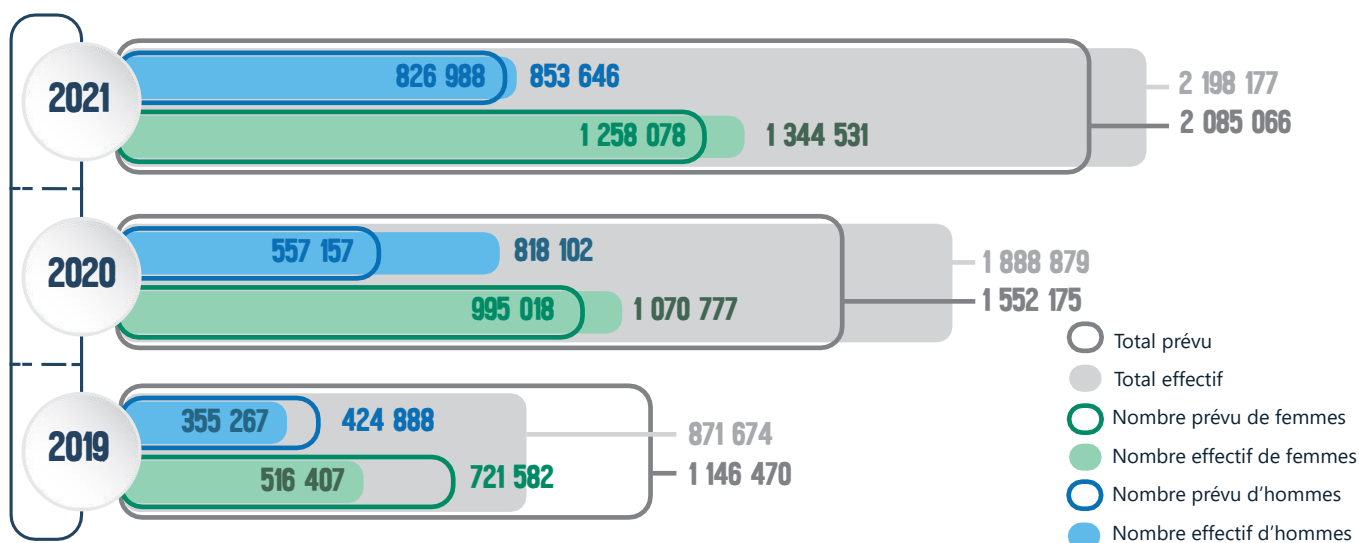 2021
826 988
853 646
1 258 078
1 344 531
2 198 177
2 085 066
2020
557 157
818 102
995 018
1 070 777
1 888 879
1 552 175
2019
355 267
424 888
516 407
721 582
871 674
1 146 470
Total prévu
Total effectif
Nombre prévu de femmes
Nombre effectif de femmes
Nombre prévu d'hommes
Nombre effectif d'hommes